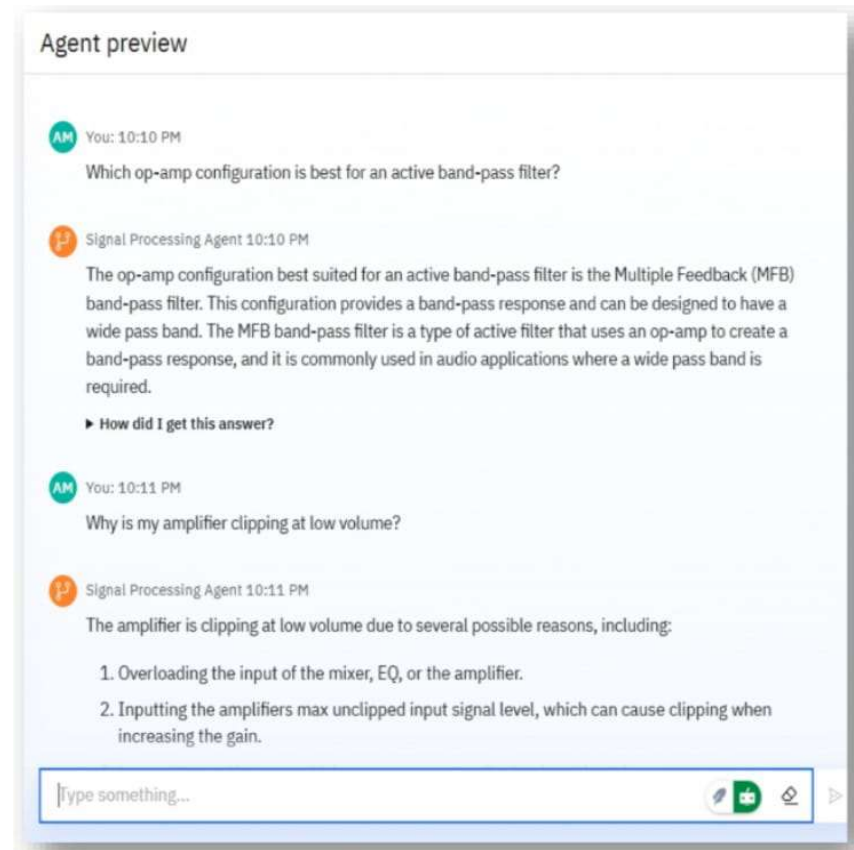 Agent preview
AM
You: 10:10 PM
Which op-amp configuration is best for an active band-pass filter?
Signal Processing Agent 10:10 PM
The op-amp configuration best suited for an active band-pass filter is the Multiple Feedback (MFB)
band-pass filter. This configuration provides a band-pass response and can be designed to have a
wide pass band. The MFB band-pass filter is a type of active filter that uses an op-amp to create a
band-pass response, and it is commonly used in audio applications where a wide pass band is
required.
▶ How did I get this answer?
AM
You: 10:11 PM
Why is my amplifier clipping at low volume?
Signal Processing Agent 10:11 PM
The amplifier is clipping at low volume due to several possible reasons, including:
1. Overloading the input of the mixer, EQ, or the amplifier.
2. Inputting the amplifiers max unclipped input signal level, which can cause clipping when
increasing the gain.
Type something...